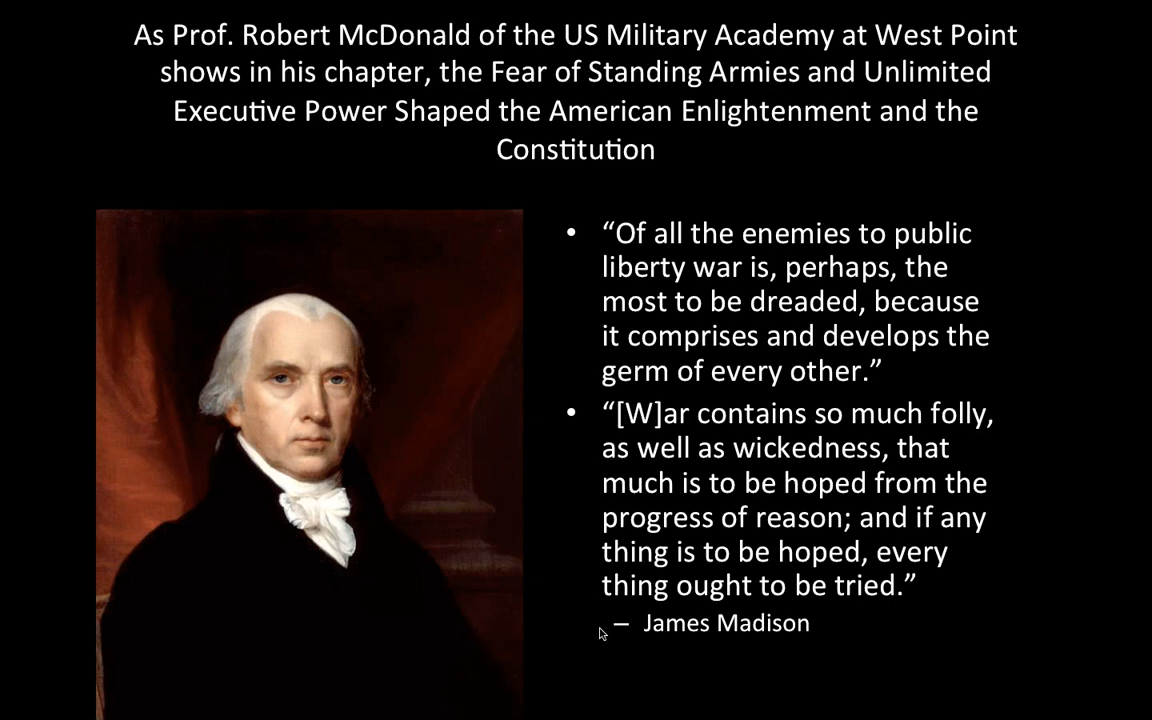 As Prof. Robert McDonald of the US Military Academy at West Point
shows in his chapter, the Fear of Standing Armies and Unlimited
Executive Power Shaped the American Enlightenment and the
Constitution
• “Of all the enemies to public
liberty war is, perhaps, the
most to be dreaded, because
it comprises and develops the
germ of every other.”
• “[W]ar contains so much folly,
as well as wickedness, that
much is to be hoped from the
progress of reason; and if any
thing is to be hoped, every
thing ought to be tried.”
– James Madison